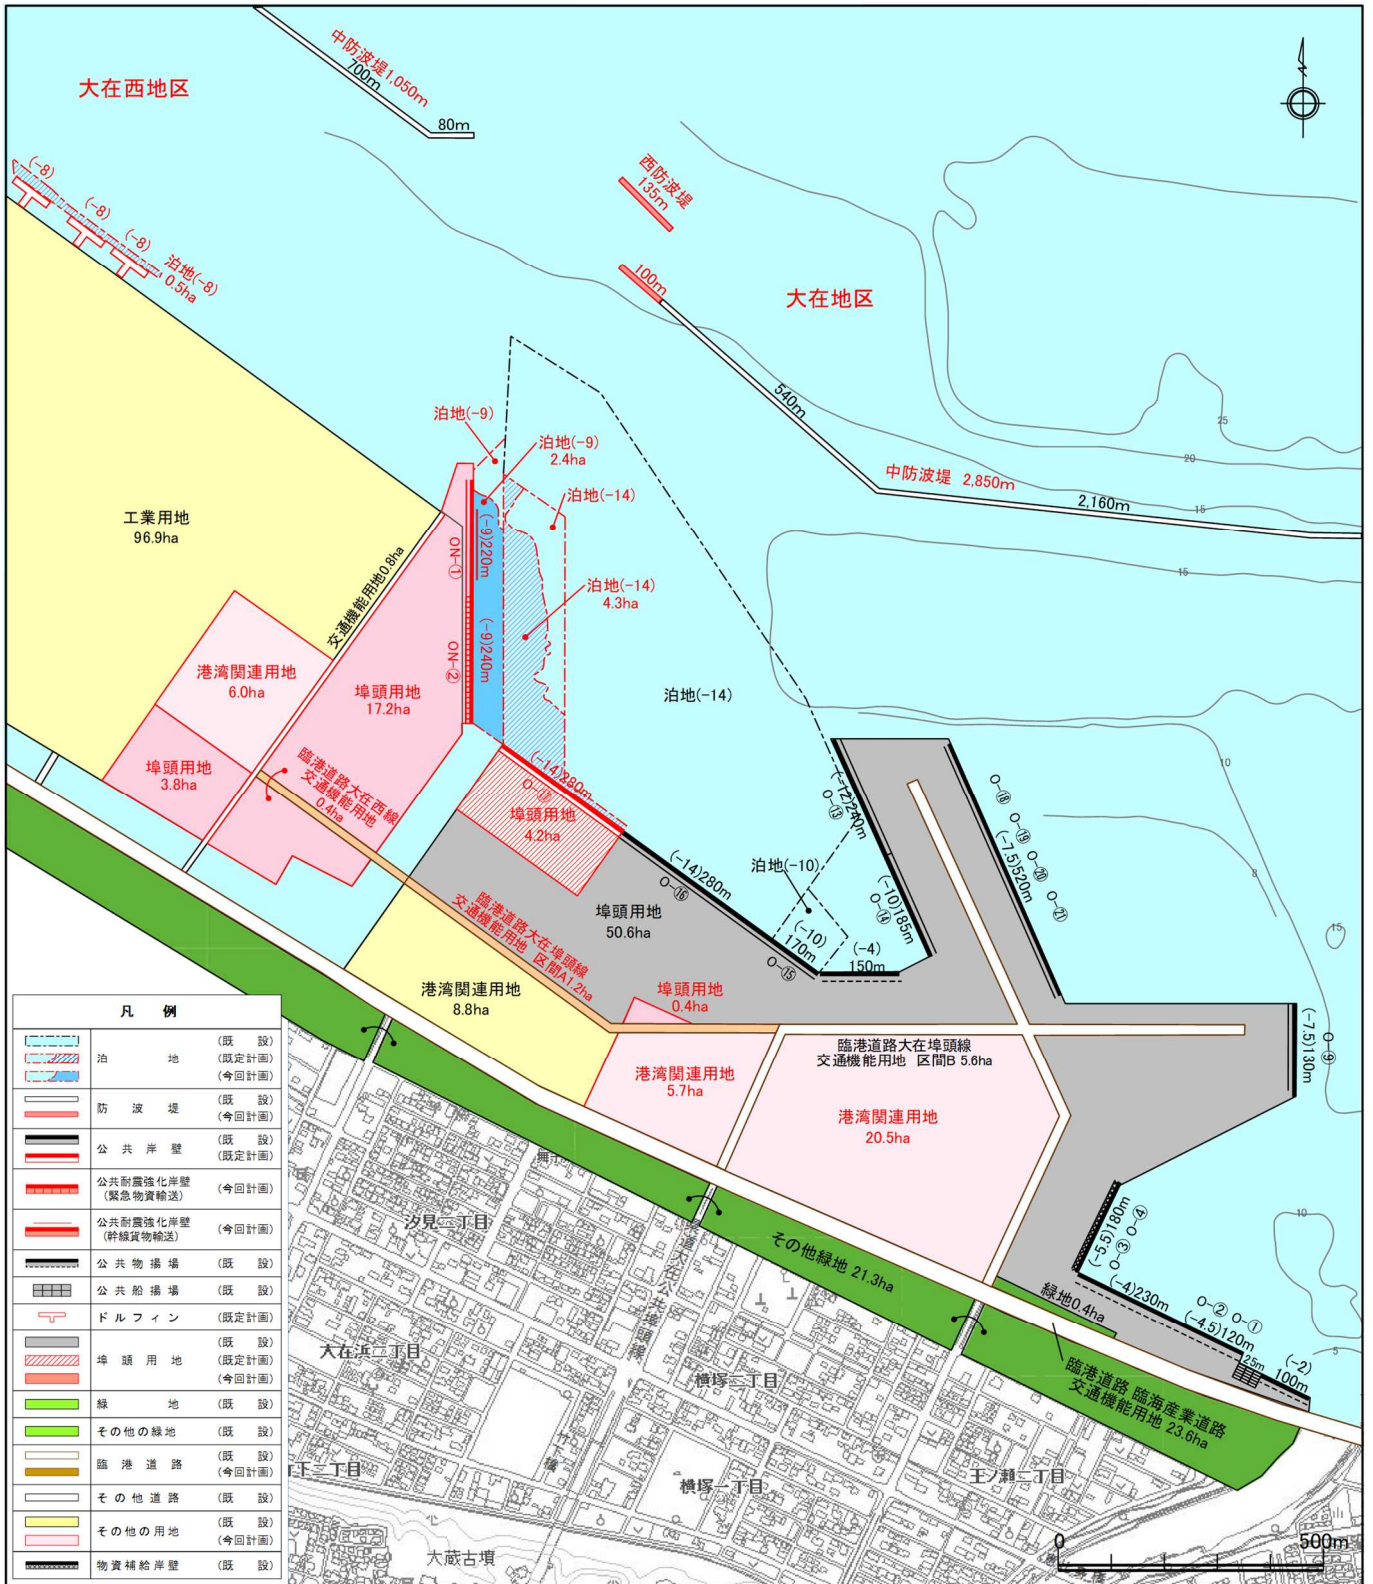 大在西地区
中防波堤1,050m
700m
80m
西防波堤
135m
100m
大在地区
540m
中防波堤 2,850m
2,160m
25
20
15
15
10
8
15
10
5
(-8)
(-8)
(-8)
泊地(-8)
0.5ha
泊地(-9)
泊地(-9)
2.4ha
泊地(-14)
泊地(-14)
4.3ha
泊地(-14)
工業用地
96.9ha
交通機能用地0.8ha
ON-①
(-9)220m
ON-②
(-9)240m
港湾関連用地
6.0ha
埠頭用地
17.2ha
埠頭用地
3.8ha
臨港道路大在西線
交通機能用地
0.4ha
(-14)280m
O-⑰
埠頭用地
4.2ha
(-14)280m
O-⑯
埠頭用地
50.6ha
(-12)240m
O-⑬
泊地(-10)
(-10)185m
O-⑭
(-10)
170m
O-⑮
(-4)
150m
O-⑱ O-⑲ O-⑳ O-㉑
(-7.5)520m
臨港道路大在埠頭線
交通機能用地 区間A1.2ha
港湾関連用地
8.8ha
埠頭用地
0.4ha
臨港道路大在埠頭線
交通機能用地 区間B 5.6ha
O-⑨
(-7.5)130m
港湾関連用地
5.7ha
港湾関連用地
20.5ha
(-5.5)180m
O-③ O-④
(-4)230m
O-② O-①
(-4.5)120m
25m
(-2)
100m
緑地0.4ha
その他緑地 21.3ha
臨港道路 臨海産業道路
交通機能用地 23.6ha
汐見二丁目
大在浜二丁目
横塚二丁目
横塚一丁目
王ノ瀬二丁目
大蔵古墳
0
500m
凡 例
泊 地
(既 設)
(既定計画)
(今回計画)
防 波 堤
(既 設)
(今回計画)
公 共 岸 壁
(既 設)
(既定計画)
公共耐震強化岸壁
(緊急物資輸送)
(今回計画)
公共耐震強化岸壁
(幹線貨物輸送)
(今回計画)
公 共 物 揚 場 (既 設)
公 共 船 揚 場 (既 設)
ド ル フ ィ ン (既定計画)
埠 頭 用 地
(既 設)
(既定計画)
(今回計画)
緑 地 (既 設)
そ の 他 の 緑 地 (既 設)
臨 港 道 路
(既 設)
(今回計画)
そ の 他 道 路 (既 設)
そ の 他 の 用 地
(既 設)
(今回計画)
物 資 補 給 岸 壁 (既 設)